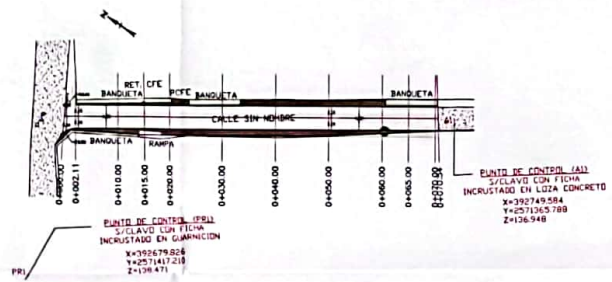 Z
RET. CFE
BANQUETA
PCFE
BANQUETA
BANQUETA
CALLE SIN NOMBRE
A1
BANQUETA
RAMPA
0+000.00
0+002.11
0+010.00
0+015.00
0+020.00
0+030.00
0+040.00
0+050.00
0+060.00
0+065.00
0+070.00
PUNTO DE CONTROL (A1)
S/CLAVO CON FICHA
INCRUSTADO EN LOZA CONCRETO
X=392749.584
Y=2571365.788
Z=136.948
PUNTO DE CONTROL (PR1)
S/CLAVO CON FICHA
INCRUSTADO EN GUARNICION
X=392679.826
Y=2571417.210
Z=138.471
PR1